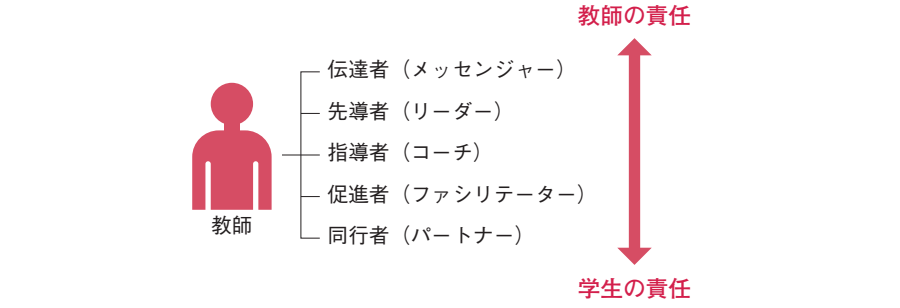 教師の責任
伝達者（メッセンジャー）
先導者（リーダー）
指導者（コーチ）
促進者（ファシリテーター）
同行者（パートナー）
教師
学生の責任